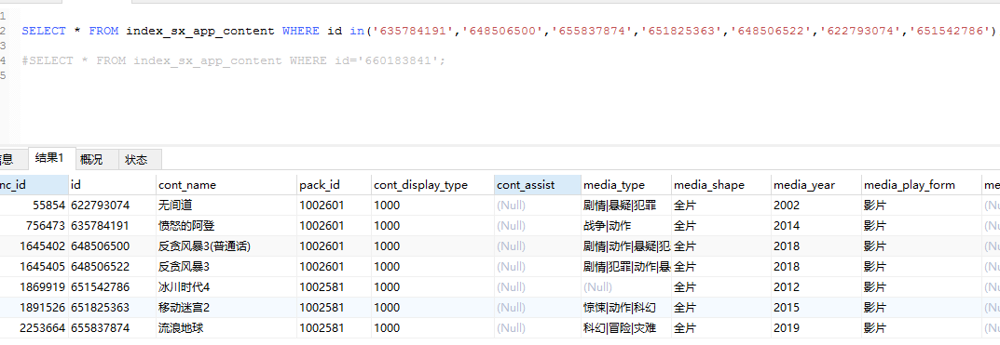 1
2 SELECT * FROM index_sx_app_content WHERE id in('635784191','648506500','655837874','651825363','648506522','622793074','651542786')
3
4 #SELECT * FROM index_sx_app_content WHERE id='660183841';
5
信息 结果1 概况 状态
nc_id id cont_name pack_id cont_display_type cont_assist media_type media_shape media_year media_play_form me
55854 622793074 无间道 1002601 1000 (Null) 剧情|悬疑|犯罪 全片 2002 影片 (Nu
756473 635784191 愤怒的阿登 1002601 1000 (Null) 战争|动作 全片 2014 影片 (Nu
1645402 648506500 反贪风暴3(普通话) 1002601 1000 (Null) 剧情|动作|悬疑|犯 全片 2018 影片 (Nu
1645405 648506522 反贪风暴3 1002601 1000 (Null) 剧情|犯罪|动作|悬 全片 2018 影片 (Nu
1869919 651542786 冰川时代4 1002581 1000 (Null) (Null) 全片 2012 影片 (Nu
1891526 651825363 移动迷宫2 1002581 1000 (Null) 惊悚|动作|科幻 全片 2015 影片 (Nu
2253664 655837874 流浪地球 1002581 1000 (Null) 科幻|冒险|灾难 全片 2019 影片 (Nu